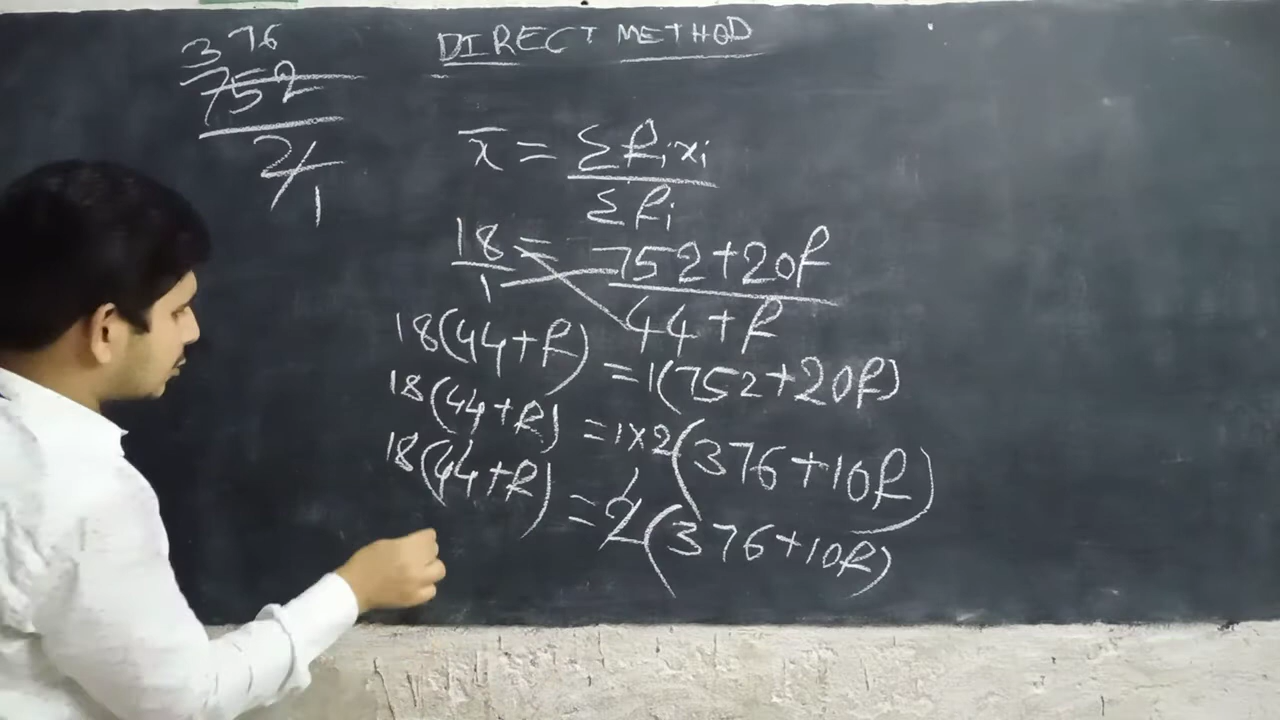 DIRECT METHOD
376
752
2/1
x̄ = Σfixi
Σfi
18/1 = 752+20f
44+f
18(44+f) = 1(752+20f)
18(44+f) = 1×2(376+10f)
18(44+f) = 2(376+10f)